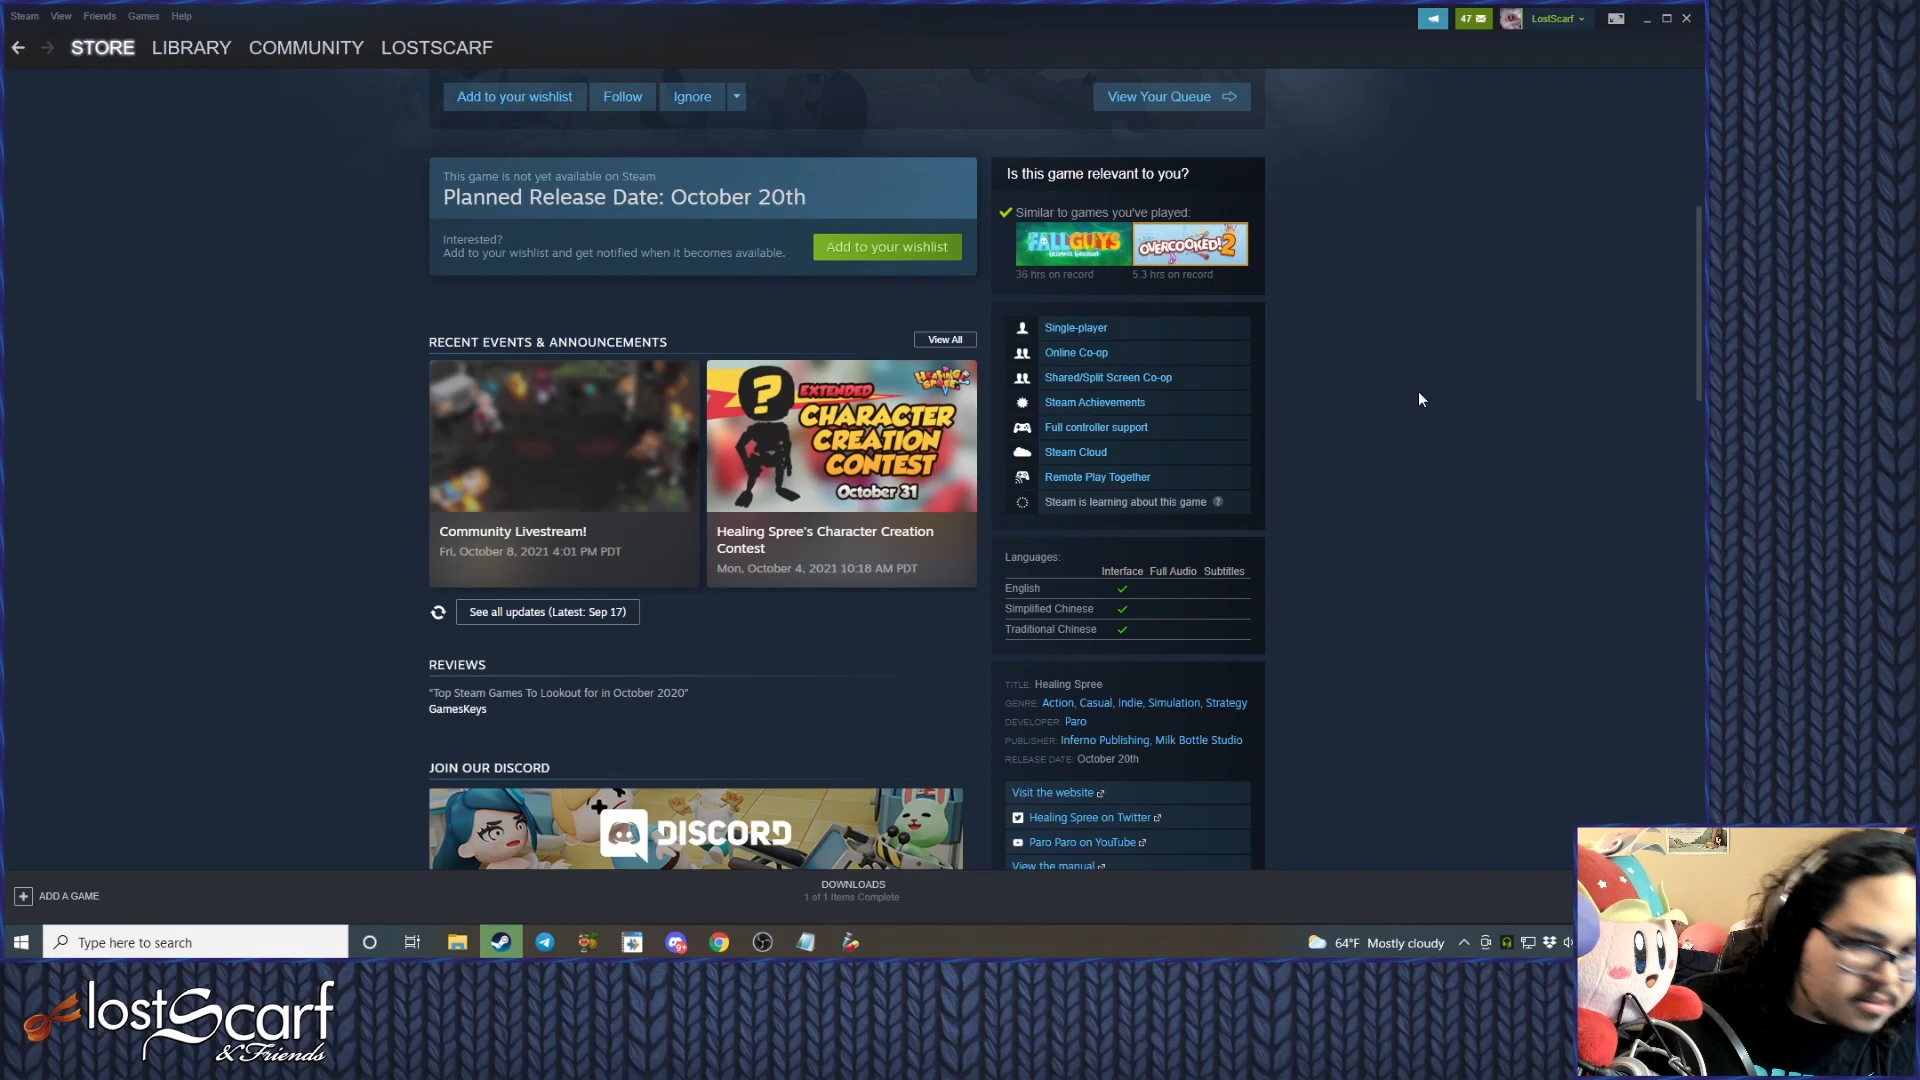 Steam View Friends Games Help
47
LostScarf
STORE LIBRARY COMMUNITY LOSTSCARF
Add to your wishlist Follow Ignore
View Your Queue
This game is not yet available on Steam
Planned Release Date: October 20th
Interested?
Add to your wishlist and get notified when it becomes available.
Add to your wishlist
Is this game relevant to you?
Similar to games you've played:
FALL GUYS
OVERCOOKED! 2
36 hrs on record 5.3 hrs on record
RECENT EVENTS & ANNOUNCEMENTS
View All
HEALING SPREE
EXTENDED
CHARACTER
CREATION
CONTEST
October 31
Community Livestream!
Fri, October 8, 2021 4:01 PM PDT
Healing Spree's Character Creation
Contest
Mon, October 4, 2021 10:18 AM PDT
See all updates (Latest: Sep 17)
Single-player
Online Co-op
Shared/Split Screen Co-op
Steam Achievements
Full controller support
Steam Cloud
Remote Play Together
Steam is learning about this game ?
Languages:
Interface Full Audio Subtitles
English
Simplified Chinese
Traditional Chinese
REVIEWS
"Top Steam Games To Lookout for in October 2020"
GamesKeys
TITLE: Healing Spree
GENRE: Action, Casual, Indie, Simulation, Strategy
DEVELOPER: Paro
PUBLISHER: Inferno Publishing, Milk Bottle Studio
RELEASE DATE: October 20th
JOIN OUR DISCORD
DISCORD
Visit the website
Healing Spree on Twitter
Paro Paro on YouTube
View the manual
ADD A GAME
DOWNLOADS
1 of 1 Items Complete
Type here to search
9+
64°F Mostly cloudy
lostScarf
& Friends